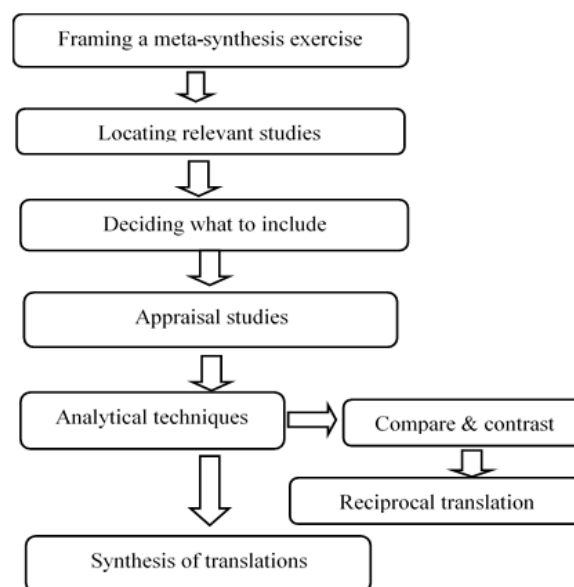 Framing a meta-synthesis exercise
Locating relevant studies
Deciding what to include
Appraisal studies
Analytical techniques
Compare & contrast
Reciprocal translation
Synthesis of translations